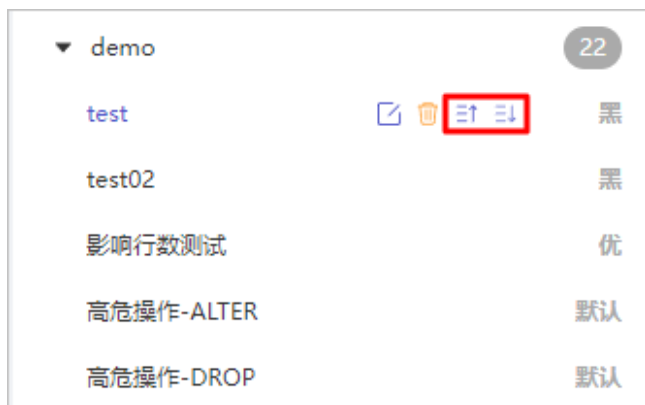 demo 22
test 黑
test02 黑
影响行数测试 优
高危操作-ALTER 默认
高危操作-DROP 默认